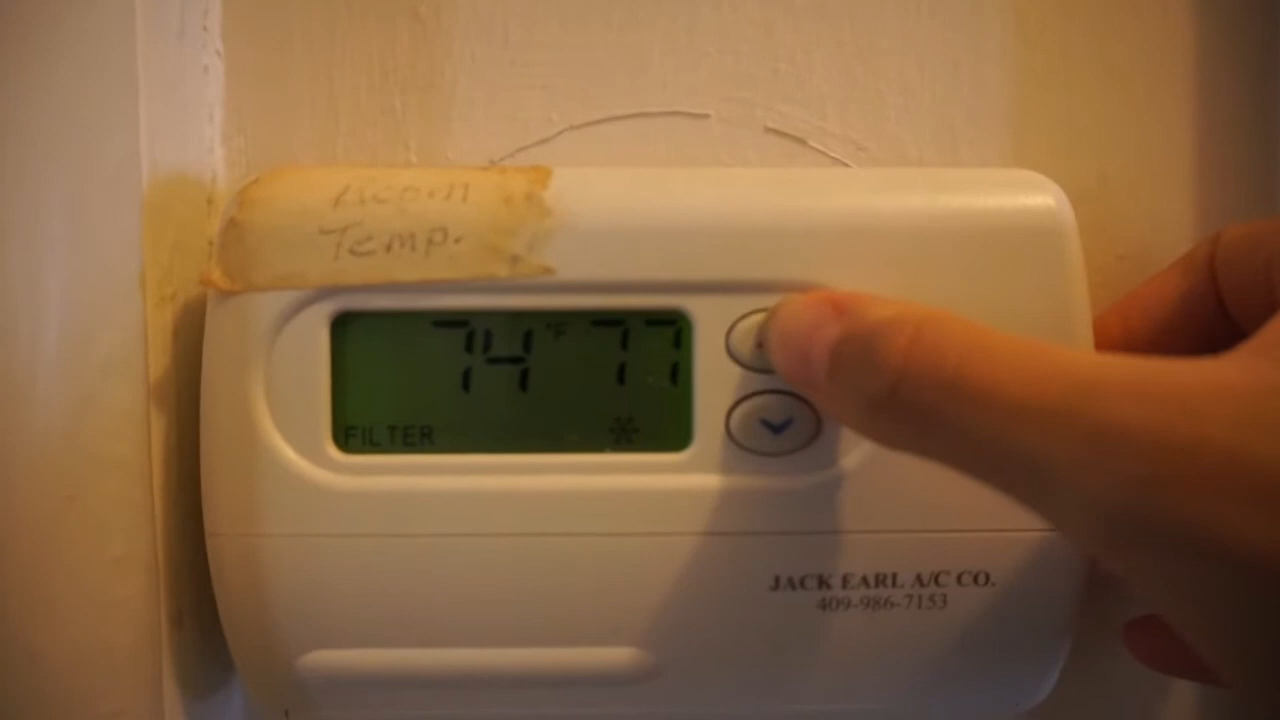 Room
Temp.
74 °F 77
FILTER
JACK EARL A/C CO.
409-986-7153